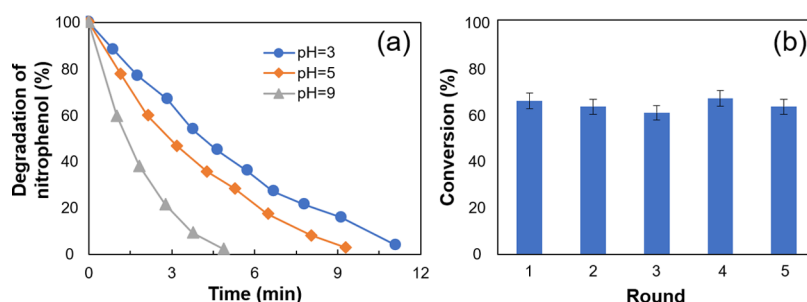 (a)
Degradation of
nitrophenol (%)
100
80
60
40
20
0
pH=3
pH=5
pH=9
0
3
6
9
12
Time (min)
(b)
Conversion (%)
100
80
60
40
20
0
1
2
3
4
5
Round